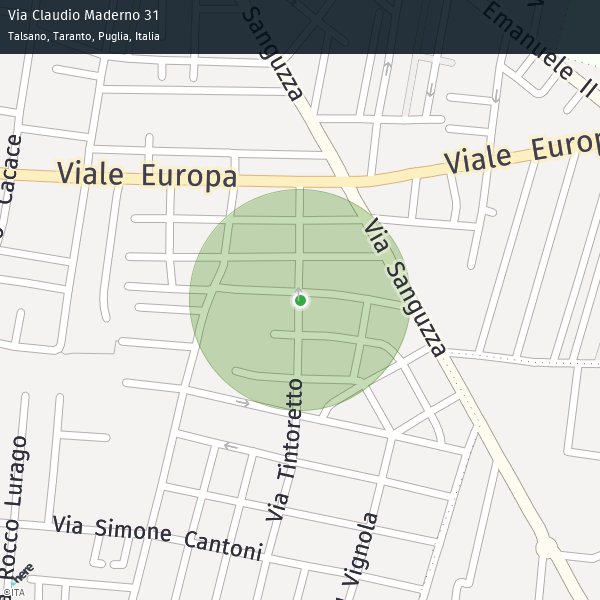 Via Claudio Maderno 31
Talsano, Taranto, Puglia, Italia
Sanguzza
Emanuele II
Cacace
Viale Europa
Viale Europ
Via Sanguzza
Via Tintoretto
Rocco Lurago
Via Simone Cantoni
Vignola
here
©ITA